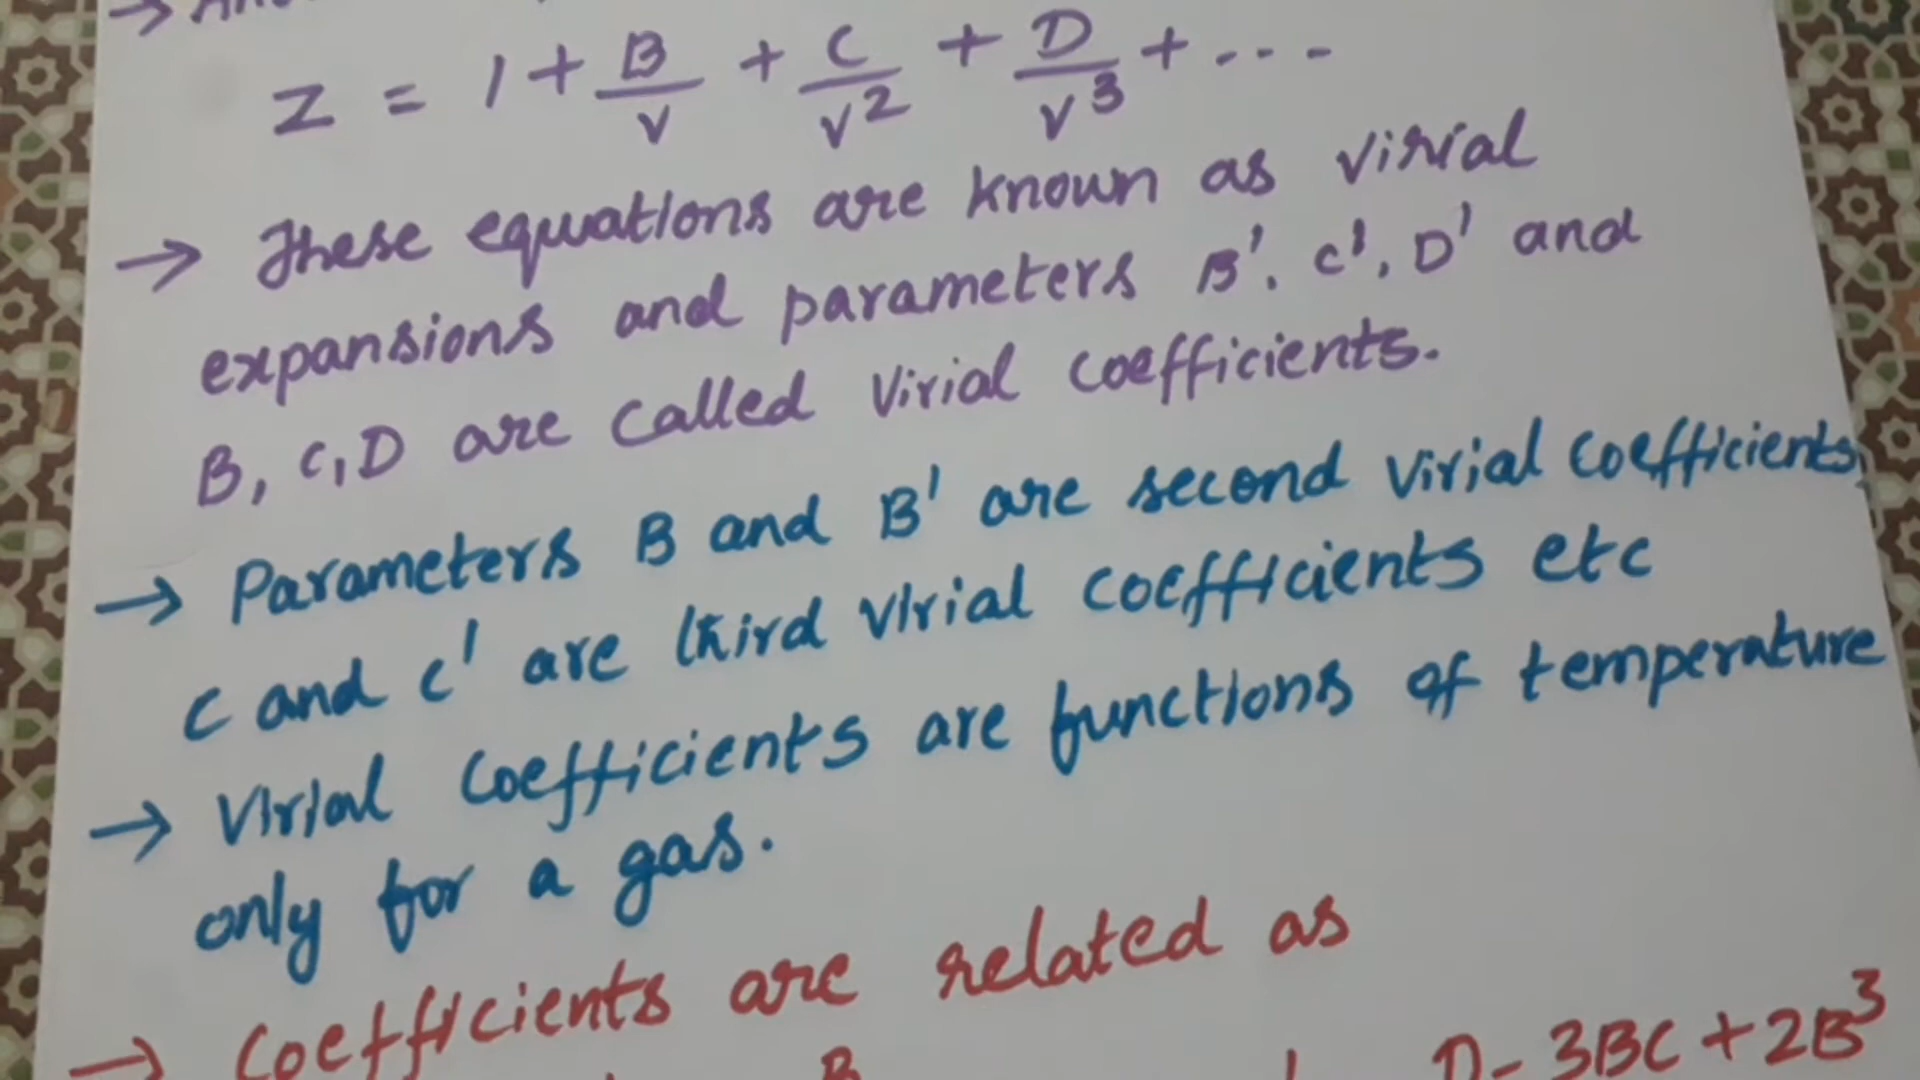 Z = 1 + B/V + C/V² + D/V³ + ...
→ These equations are known as virial
expansions and parameters B', C', D' and
B, C, D are called virial coefficients.
→ Parameters B and B' are second virial coefficients,
C and C' are third virial coefficients etc
→ Virial coefficients are functions of temperature
only for a gas.
→ Coefficients are related as
B D - 3BC + 2B³